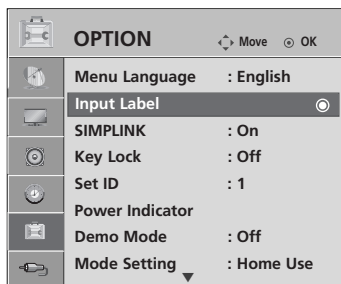 OPTION Move OK
Menu Language : English
Input Label
SIMPLINK : On
Key Lock : Off
Set ID : 1
Power Indicator
Demo Mode : Off
Mode Setting : Home Use